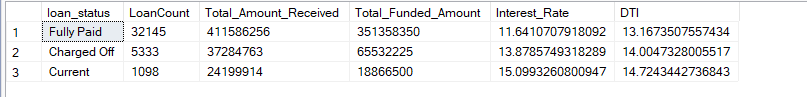 loan_status LoanCount Total_Amount_Received Total_Funded_Amount Interest_Rate DTI
1 Fully Paid 32145 411586256 351358350 11.6410707918092 13.1673507557434
2 Charged Off 5333 37284763 65532225 13.8785749318289 14.0047328005517
3 Current 1098 24199914 18866500 15.0993260800947 14.7243442736843